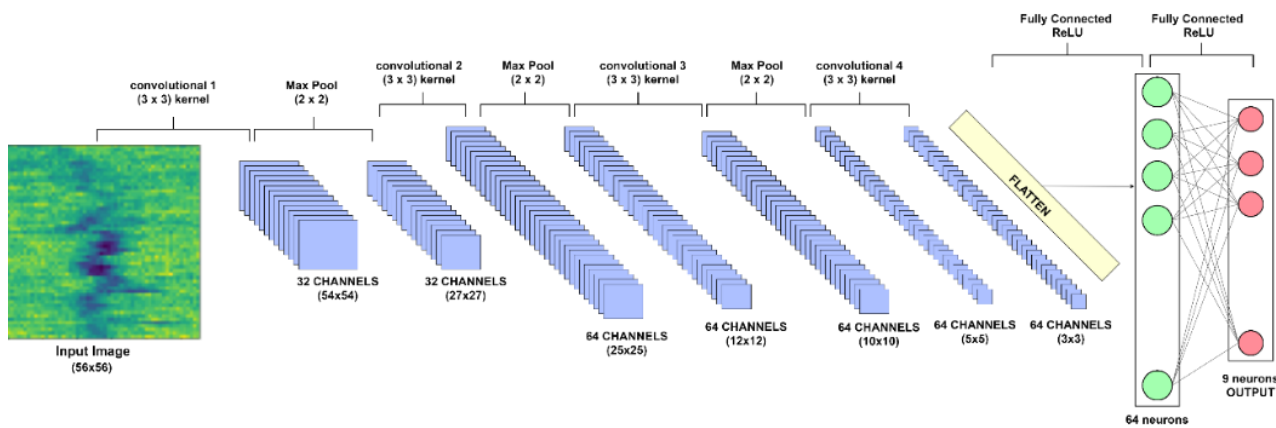 Fully Connected
ReLU
Fully Connected
ReLU
convolutional 1
(3 x 3) kernel
Max Pool
(2 x 2)
convolutional 2
(3 x 3) kernel
Max Pool
(2 x 2)
convolutional 3
(3 x 3) kernel
Max Pool
(2 x 2)
convolutional 4
(3 x 3) kernel
FLATTEN
Input Image
(56x56)
32 CHANNELS
(54x54)
32 CHANNELS
(27x27)
64 CHANNELS
(25x25)
64 CHANNELS
(12x12)
64 CHANNELS
(10x10)
64 CHANNELS
(5x5)
64 CHANNELS
(3x3)
64 neurons
9 neurons
OUTPUT